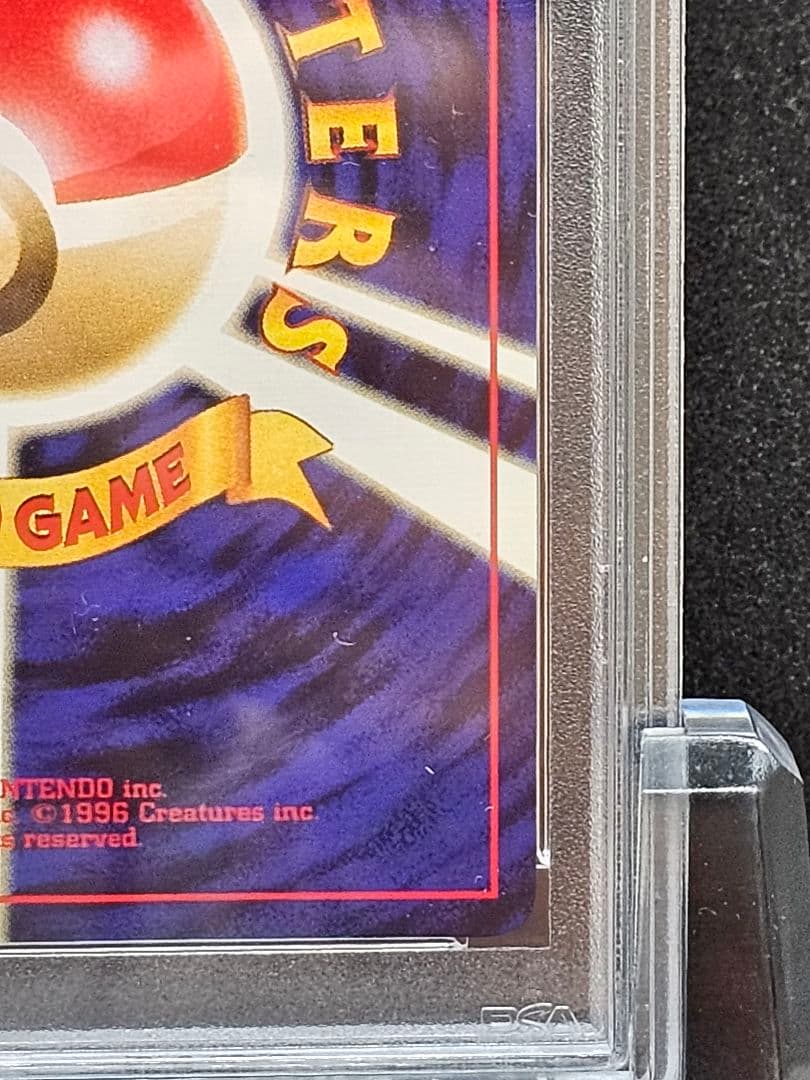 TERS
GAME
NTENDO inc.
c. ©1996 Creatures inc.
s reserved.
PSA